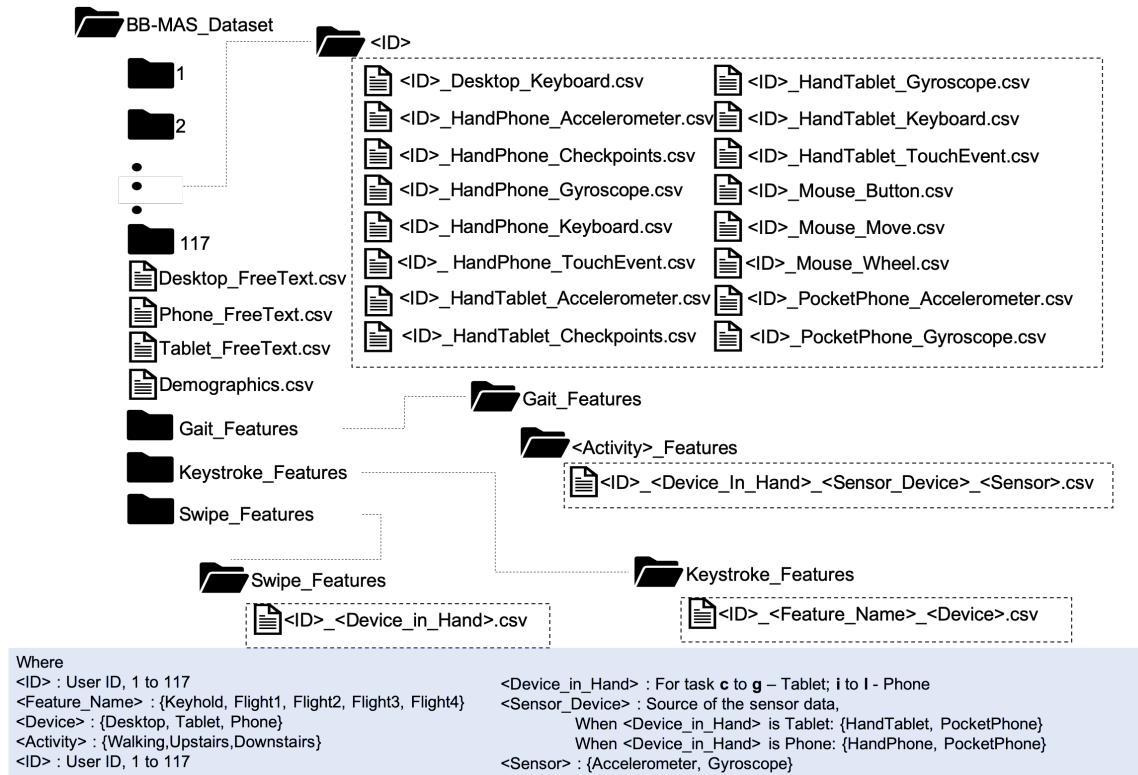 BB-MAS_Dataset
<ID>
1
2
117
Desktop_FreeText.csv
Phone_FreeText.csv
Tablet_FreeText.csv
Demographics.csv
Gait_Features
Keystroke_Features
Swipe_Features
<ID>_Desktop_Keyboard.csv
<ID>_HandPhone_Accelerometer.csv
<ID>_HandPhone_Checkpoints.csv
<ID>_HandPhone_Gyroscope.csv
<ID>_HandPhone_Keyboard.csv
<ID>_ HandPhone_TouchEvent.csv
<ID>_HandTablet_Accelerometer.csv
<ID>_HandTablet_Checkpoints.csv
<ID>_HandTablet_Gyroscope.csv
<ID>_HandTablet_Keyboard.csv
<ID>_HandTablet_TouchEvent.csv
<ID>_Mouse_Button.csv
<ID>_Mouse_Move.csv
<ID>_Mouse_Wheel.csv
<ID>_PocketPhone_Accelerometer.csv
<ID>_PocketPhone_Gyroscope.csv
Gait_Features
<Activity>_Features
<ID>_<Device_In_Hand>_<Sensor_Device>_<Sensor>.csv
Swipe_Features
<ID>_<Device_in_Hand>.csv
Keystroke_Features
<ID>_<Feature_Name>_<Device>.csv
Where
<ID> : User ID, 1 to 117
<Feature_Name> : {Keyhold, Flight1, Flight2, Flight3, Flight4}
<Device> : {Desktop, Tablet, Phone}
<Activity> : {Walking,Upstairs,Downstairs}
<ID> : User ID, 1 to 117
<Device_in_Hand> : For task c to g – Tablet; i to l - Phone
<Sensor_Device> : Source of the sensor data,
When <Device_in_Hand> is Tablet: {HandTablet, PocketPhone}
When <Device_in_Hand> is Phone: {HandPhone, PocketPhone}
<Sensor> : {Accelerometer, Gyroscope}